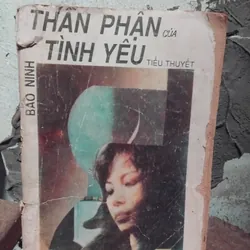 THÂN PHẬN CỦA
TÌNH YÊU
TIỂU THUYẾT
BẢO NINH